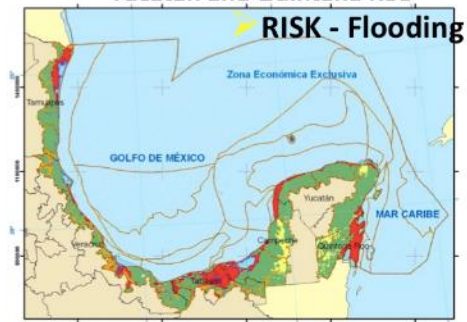 RISK - Flooding
Zona Económica Exclusiva
Tamaulipas
GOLFO DE MÉXICO
Yucatán
MAR CARIBE
Veracruz
Campeche
Quintana Roo
Tabasco